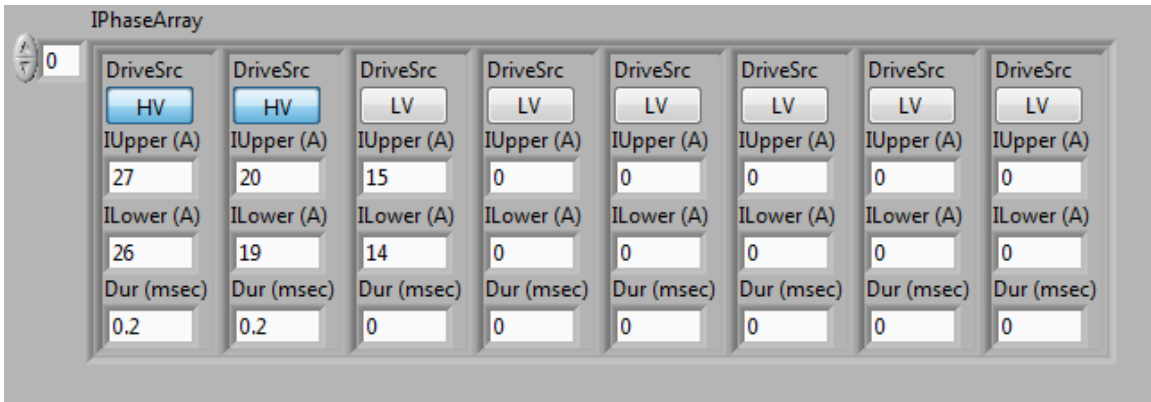 IPhaseArray
0
DriveSrc DriveSrc DriveSrc DriveSrc DriveSrc DriveSrc DriveSrc DriveSrc
HV HV LV LV LV LV LV LV
IUpper (A) IUpper (A) IUpper (A) IUpper (A) IUpper (A) IUpper (A) IUpper (A) IUpper (A)
27 20 15 0 0 0 0 0
ILower (A) ILower (A) ILower (A) ILower (A) ILower (A) ILower (A) ILower (A) ILower (A)
26 19 14 0 0 0 0 0
Dur (msec) Dur (msec) Dur (msec) Dur (msec) Dur (msec) Dur (msec) Dur (msec) Dur (msec)
0.2 0.2 0 0 0 0 0 0